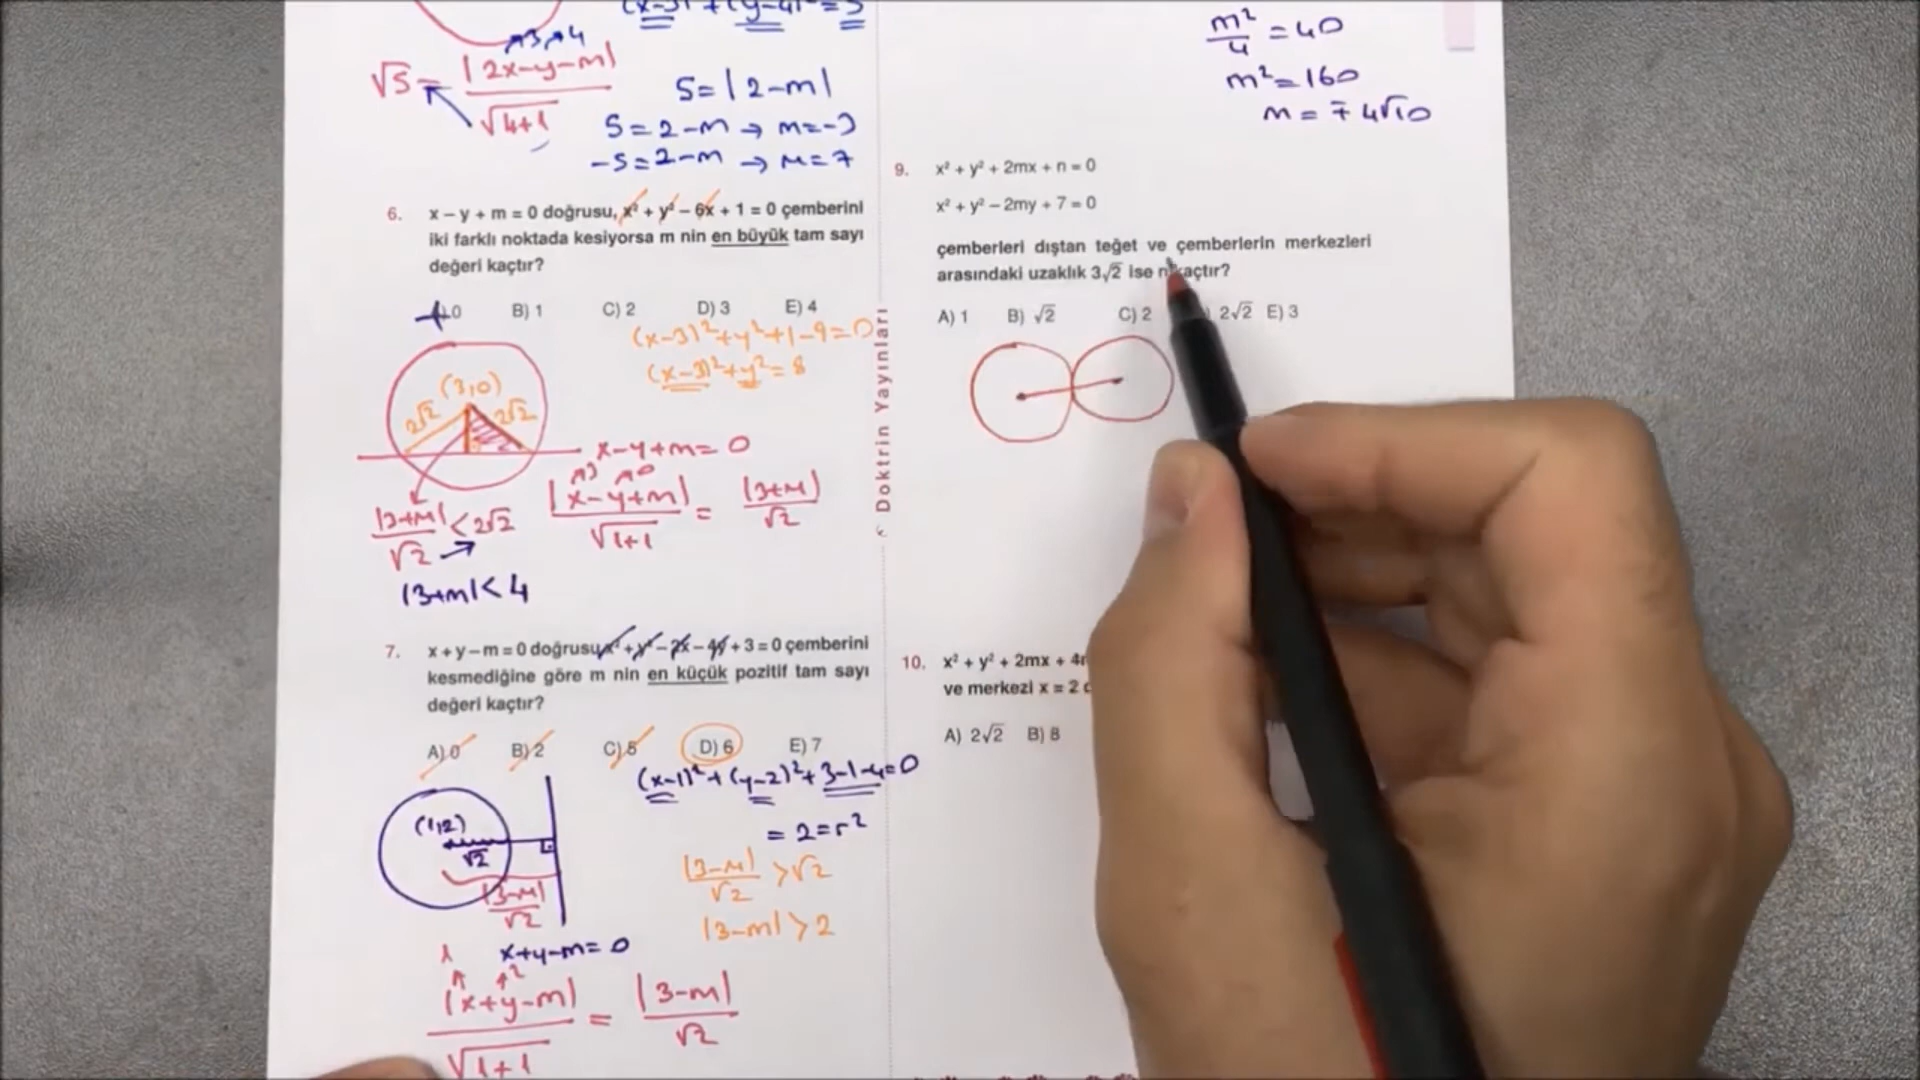 √5 = |2x-y-m| / √4+1
↗3 ↗4
5=|2-m|
5=2-m → m=-3
-5=2-m → m=7
6. x – y + m = 0 doğrusu, x² + y² – 6x + 1 = 0 çemberini
iki farklı noktada kesiyorsa m nin en büyük tam sayı
değeri kaçtır?
0 B) 1 C) 2 D) 3 E) 4
(x-3)²+y²+1-9=0
(x-3)²+y²=8
(3,0)
2√2 2√2
x-y+m=0
↗3 ↗0
|x-y+m| / √1+1 = |3+m| / √2
|3+m| / √2 < 2√2
|3+m|<4
7. x + y – m = 0 doğrusu x² + y² – 2x – 4y + 3 = 0 çemberini
kesmediğine göre m nin en küçük pozitif tam sayı
değeri kaçtır?
A) 0 B) 2 C) 5 D) 6 E) 7
(x-1)²+(y-2)²+3-1-4=0
= 2=r²
(1,2)
√2
|3-m| / √2
|3-m| / √2 > √2
|3-m|>2
x+y-m=0
1 2
|x+y-m| / √1+1 = |3-m| / √2
Doktrin Yayınları
m²/4 = 40
m²=160
m = ∓4√10
9. x² + y² + 2mx + n = 0
x² + y² – 2my + 7 = 0
çemberleri dıştan teğet ve çemberlerin merkezleri
arasındaki uzaklık 3√2 ise n kaçtır?
A) 1 B) √2 C) 2 2√2 E) 3
10. x² + y² + 2mx
ve merkezi x = 2
A) 2√2 B) 8